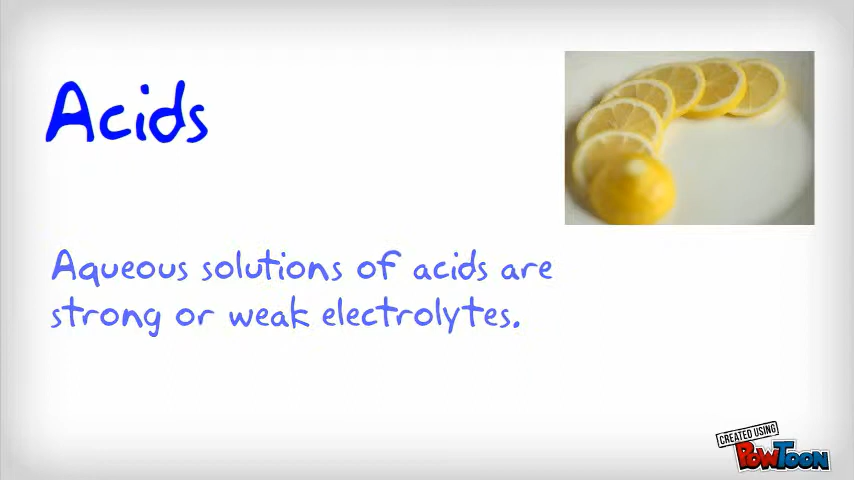 Acids
Aqueous solutions of acids are
strong or weak electrolytes.
CREATED USING
POWTOON